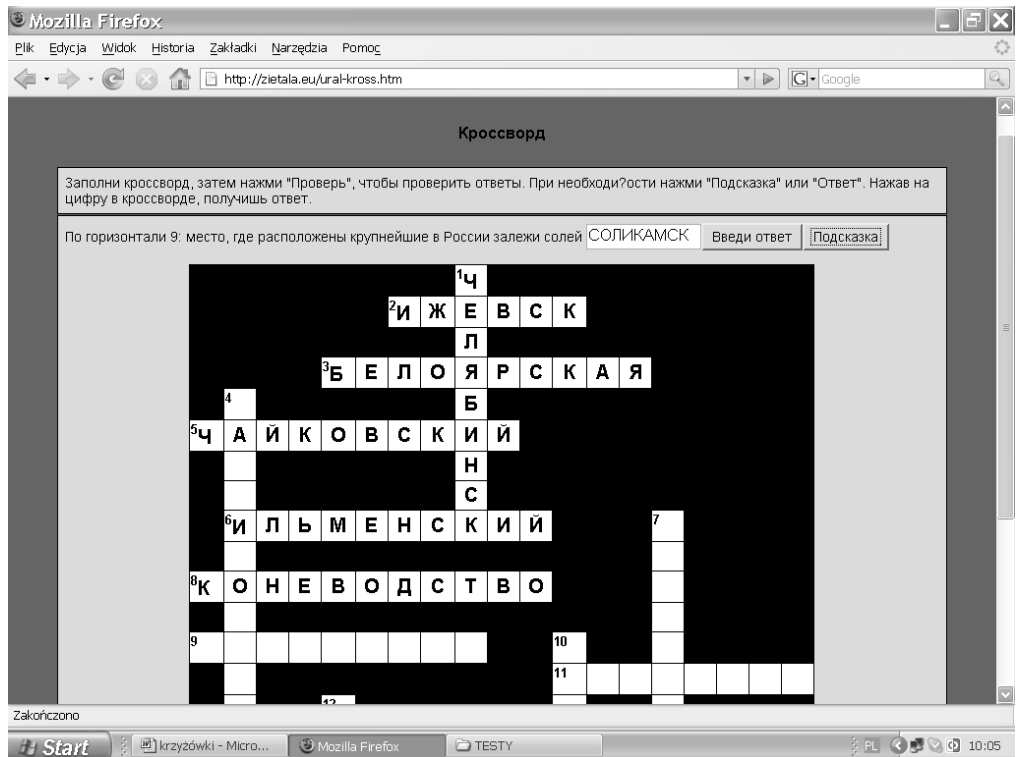 Mozilla Firefox
Plik Edycja Widok Historia Zakładki Narzędzia Pomoc
http://zietala.eu/ural-kross.htm
G Google
Кроссворд
Заполни кроссворд, затем нажми "Проверь", чтобы проверить ответы. При необходи?ости нажми "Подсказка" или "Ответ". Нажав на
цифру в кроссворде, получишь ответ.
По горизонтали 9: место, где расположены крупнейшие в России залежи солей СОЛИКАМСК Введи ответ Подсказка
1 Ч
2 И Ж Е В С К
Л
3 Б Е Л О Я Р С К А Я
4 Б
5 Ч А Й К О В С К И Й
Н
С
6 И Л Ь М Е Н С К И Й 7
8 К О Н Е В О Д С Т В О
9 10
11
12
Zakończono
Start krzyżówki - Micro... Mozilla Firefox TESTY PL 10:05